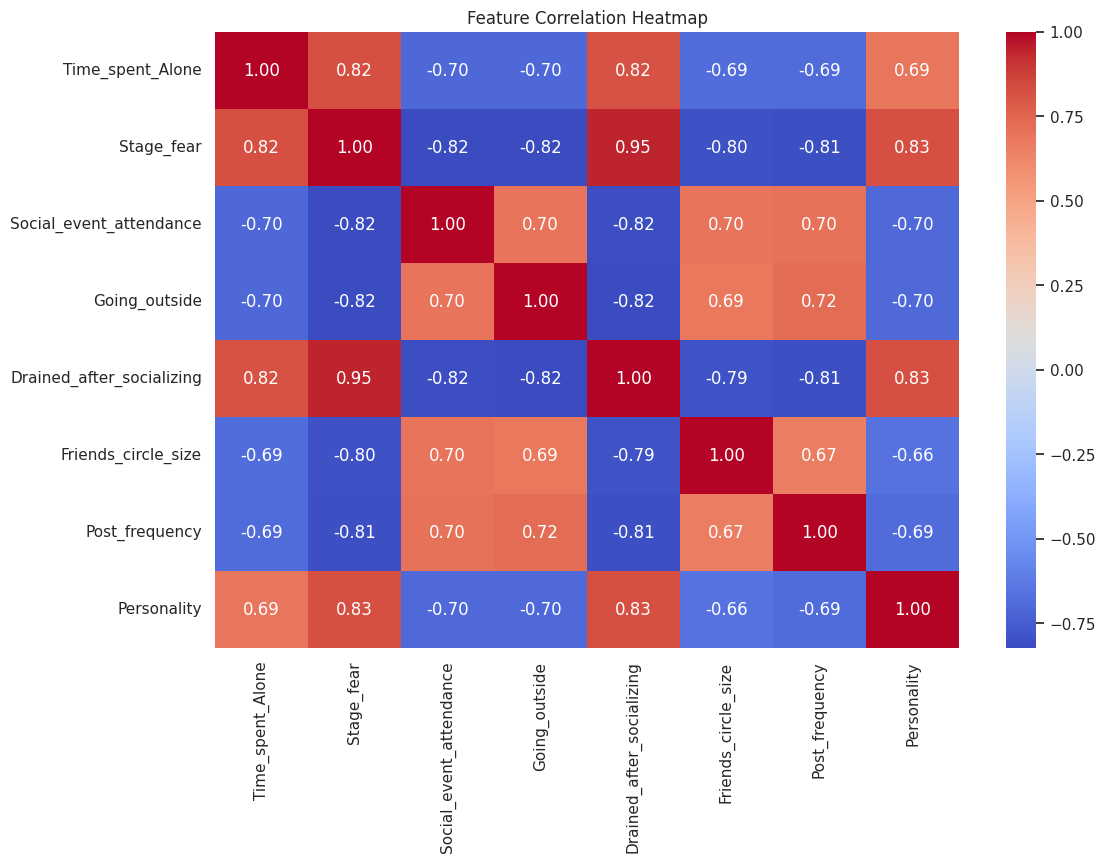 Feature Correlation Heatmap
Time_spent_Alone 1.00 0.82 -0.70 -0.70 0.82 -0.69 -0.69 0.69
Stage_fear 0.82 1.00 -0.82 -0.82 0.95 -0.80 -0.81 0.83
Social_event_attendance -0.70 -0.82 1.00 0.70 -0.82 0.70 0.70 -0.70
Going_outside -0.70 -0.82 0.70 1.00 -0.82 0.69 0.72 -0.70
Drained_after_socializing 0.82 0.95 -0.82 -0.82 1.00 -0.79 -0.81 0.83
Friends_circle_size -0.69 -0.80 0.70 0.69 -0.79 1.00 0.67 -0.66
Post_frequency -0.69 -0.81 0.70 0.72 -0.81 0.67 1.00 -0.69
Personality 0.69 0.83 -0.70 -0.70 0.83 -0.66 -0.69 1.00
Time_spent_Alone
Stage_fear
Social_event_attendance
Going_outside
Drained_after_socializing
Friends_circle_size
Post_frequency
Personality
1.00
0.75
0.50
0.25
0.00
−0.25
−0.50
−0.75